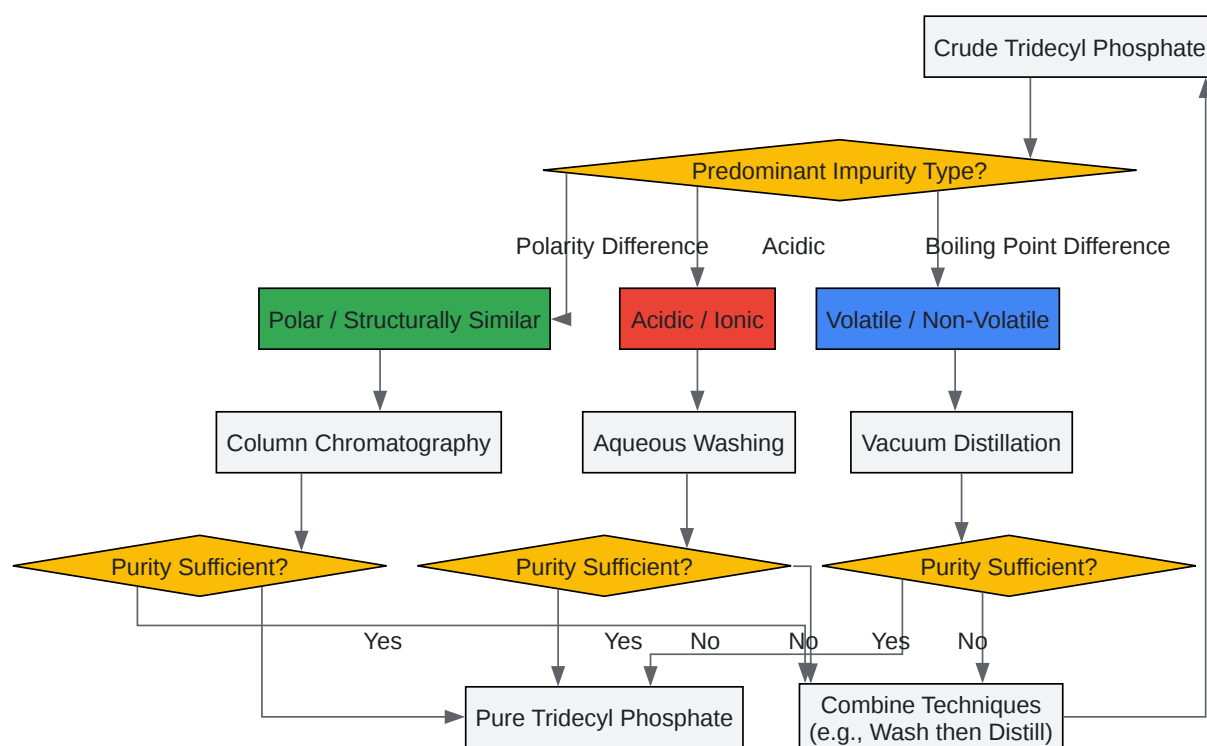 Crude Tridecyl Phosphate
Predominant Impurity Type?
Polarity Difference
Acidic
Boiling Point Difference
Polar / Structurally Similar
Acidic / Ionic
Volatile / Non-Volatile
Column Chromatography
Aqueous Washing
Vacuum Distillation
Purity Sufficient?
Purity Sufficient?
Purity Sufficient?
Yes
Yes
No
No
Yes
No
Pure Tridecyl Phosphate
Combine Techniques
(e.g., Wash then Distill)